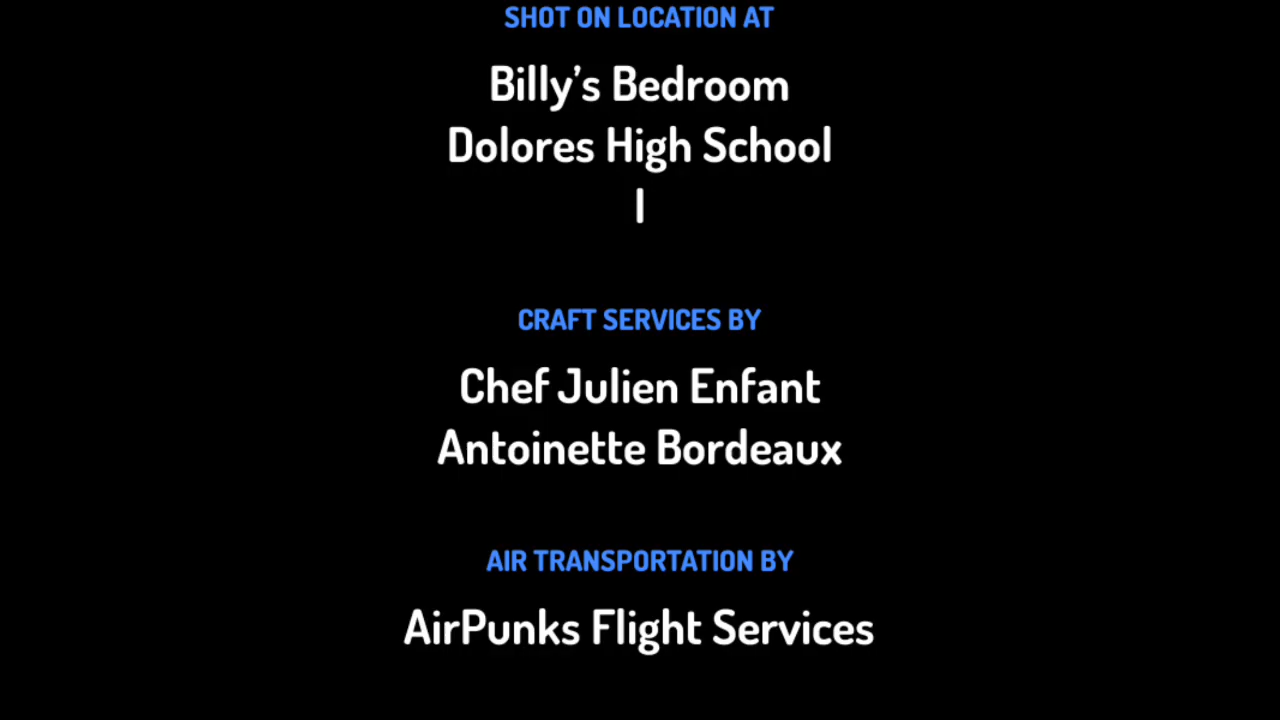 SHOT ON LOCATION AT
Billy’s Bedroom
Dolores High School
I
CRAFT SERVICES BY
Chef Julien Enfant
Antoinette Bordeaux
AIR TRANSPORTATION BY
AirPunks Flight Services